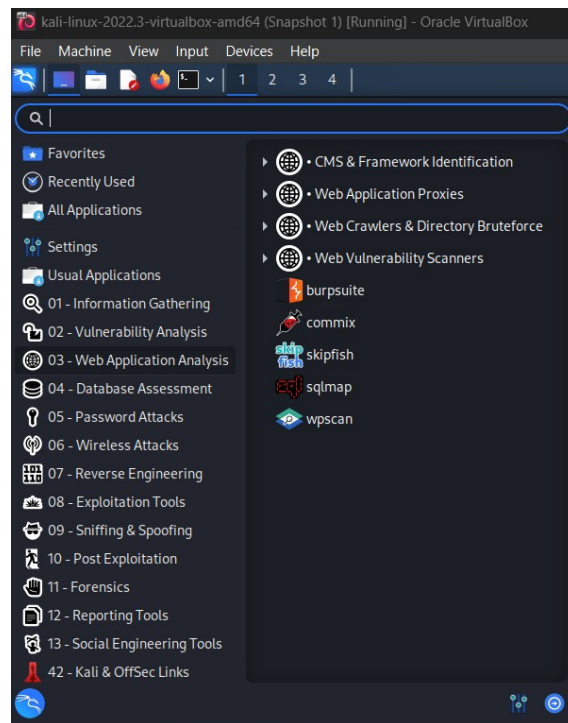 kali-linux-2022.3-virtualbox-amd64 (Snapshot 1) [Running] - Oracle VirtualBox
File Machine View Input Devices Help
1 2 3 4
Favorites
Recently Used
All Applications
Settings
Usual Applications
01 - Information Gathering
02 - Vulnerability Analysis
03 - Web Application Analysis
04 - Database Assessment
05 - Password Attacks
06 - Wireless Attacks
07 - Reverse Engineering
08 - Exploitation Tools
09 - Sniffing & Spoofing
10 - Post Exploitation
11 - Forensics
12 - Reporting Tools
13 - Social Engineering Tools
42 - Kali & OffSec Links
• CMS & Framework Identification
• Web Application Proxies
• Web Crawlers & Directory Bruteforce
• Web Vulnerability Scanners
burpsuite
commix
skip fish skipfish
sql sqlmap
wpscan